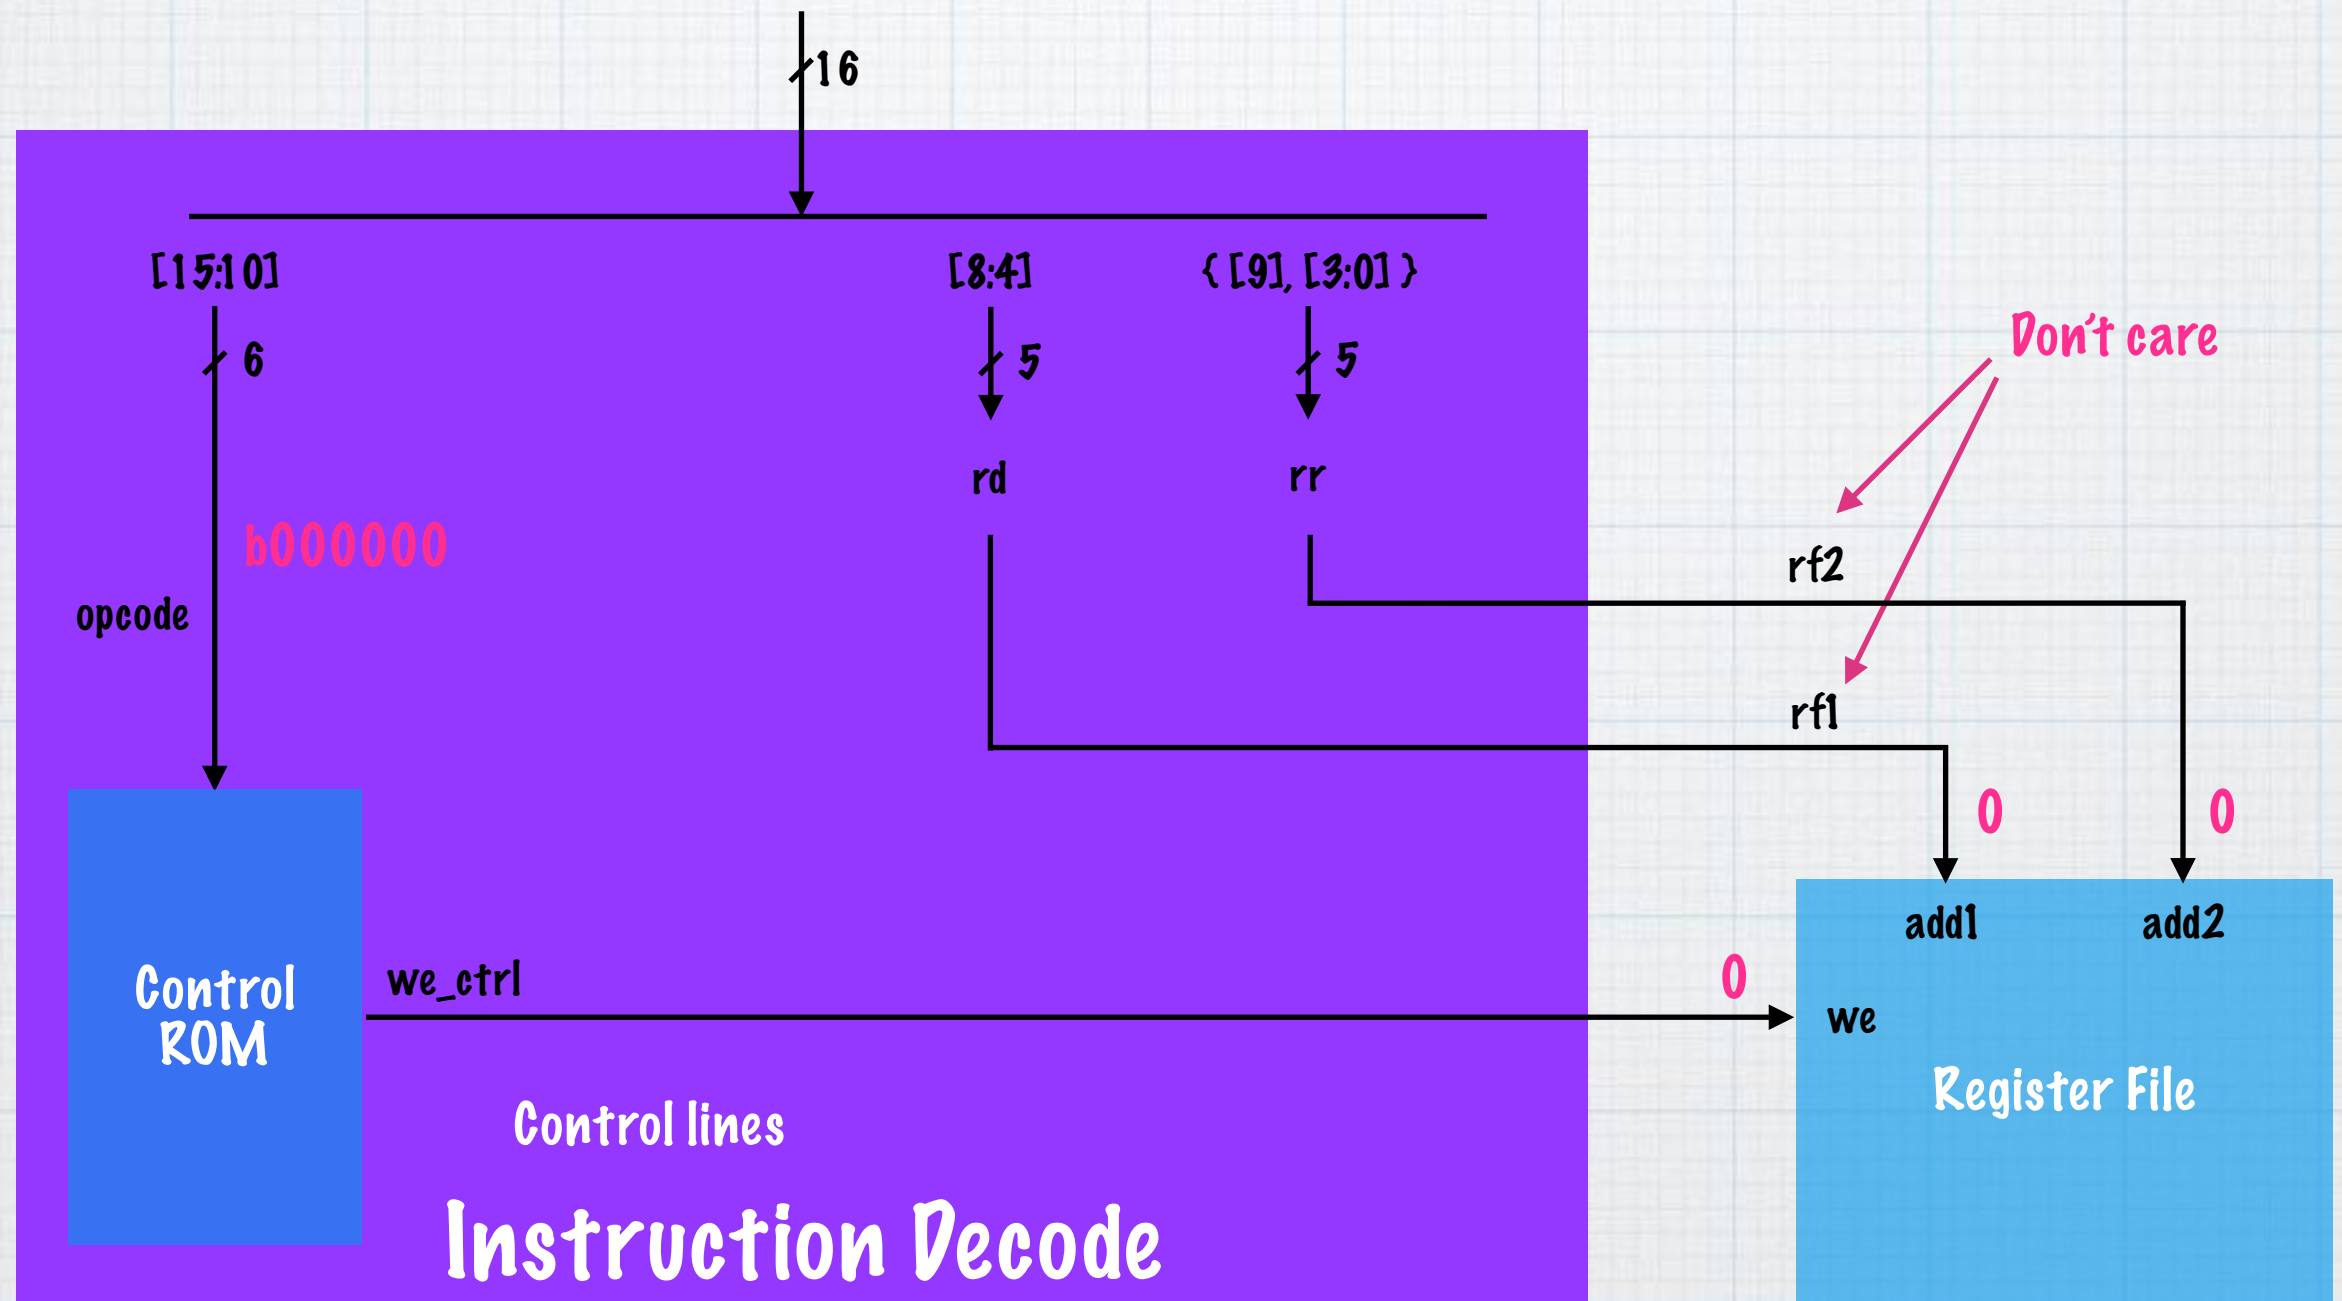 16
[15:10]
[8:4]
{ [9], [3:0] }
6
5
5
Don't care
rd
rr
b000000
rf2
opcode
rf1
0
0
add1
add2
Control
ROM
we_ctrl
0
we
Register File
Control lines
Instruction Decode